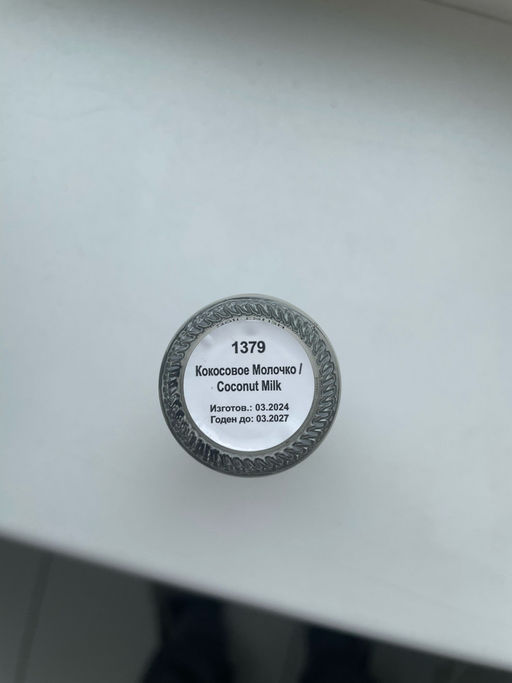 1379
Кокосовое Молочко /
Coconut Milk
Изготов.: 03.2024
Годен до: 03.2027